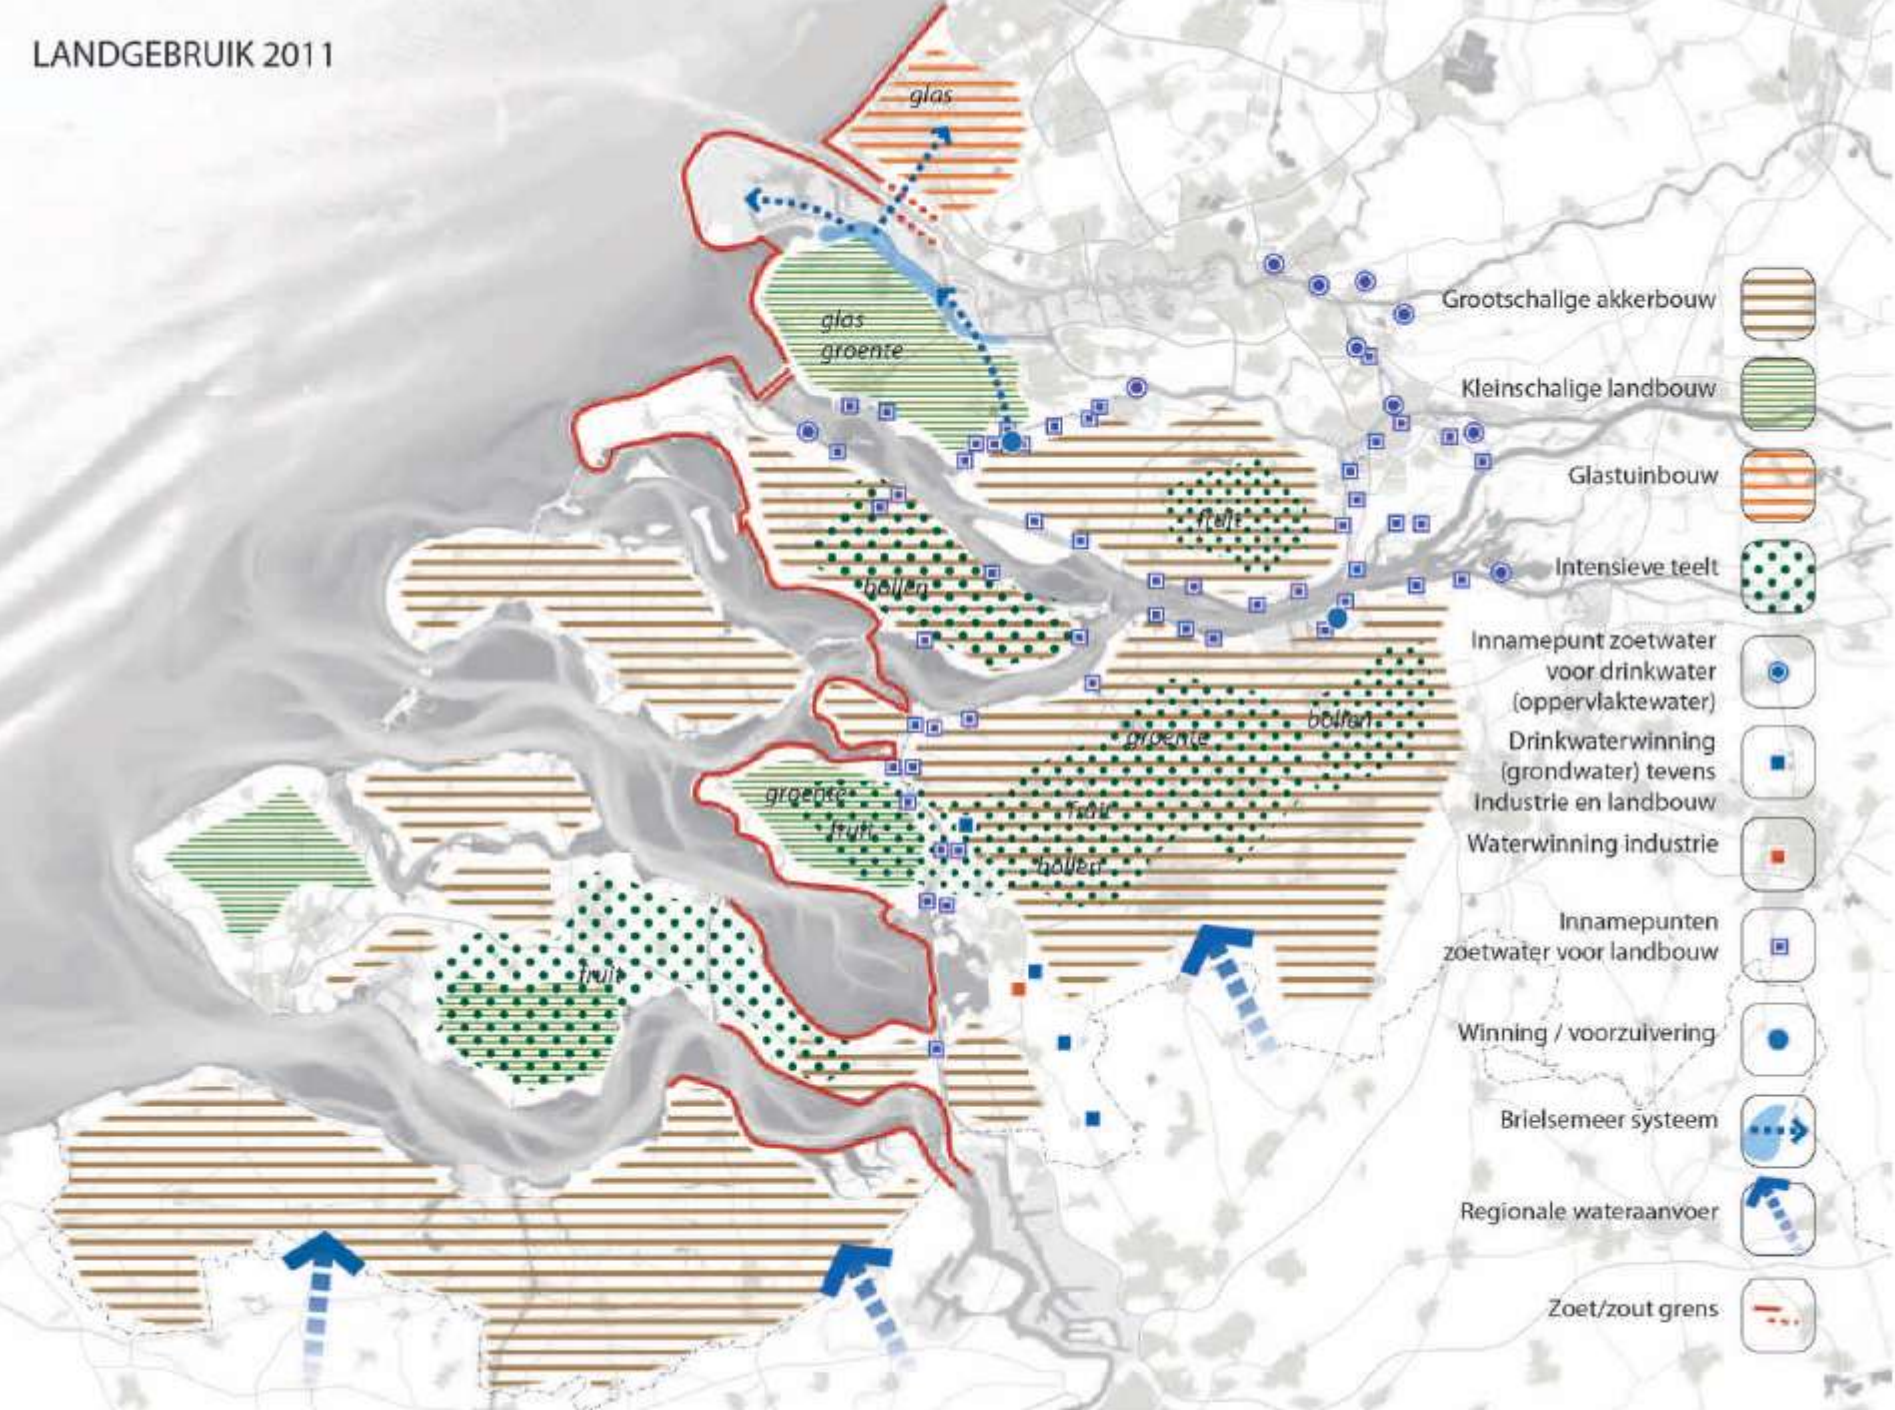 LANDGEBRUIK 2011
glas
glas
groente
fruit
bollen
bollen
groente
groente
fruit
fruit
bollen
fruit
Grootschalige akkerbouw
Kleinschalige landbouw
Glastuinbouw
Intensieve teelt
Innamepunt zoetwater
voor drinkwater
(oppervlaktewater)
Drinkwaterwinning
(grondwater) tevens
Industrie en landbouw
Waterwinning industrie
Innamepunten
zoetwater voor landbouw
Winning / voorzuivering
Brielsemeer systeem
Regionale wateraanvoer
Zoet/zout grens